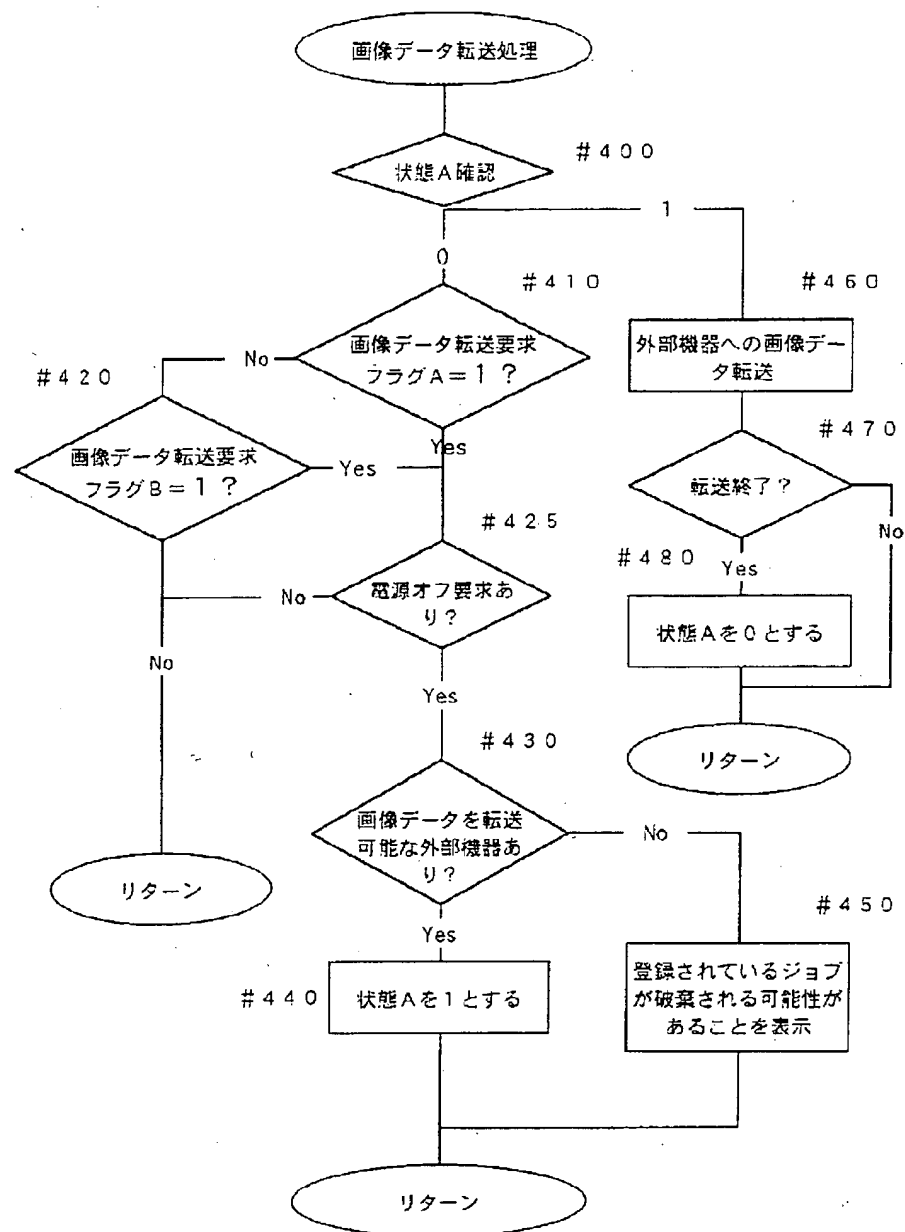 画像データ転送処理
#400
状態A確認
1
0
#410
#460
画像データ転送要求
フラグA=1?
No
外部機器への画像デー
タ転送
#420
Yes
#470
画像データ転送要求
フラグB=1?
Yes
転送終了?
No
#425
#480
Yes
電源オフ要求あ
り?
No
状態Aを0とする
No
Yes
リターン
#430
画像データを転送
可能な外部機器あ
り?
No
リターン
#450
Yes
#440
状態Aを1とする
登録されているジョブ
が破棄される可能性が
あることを表示
リターン